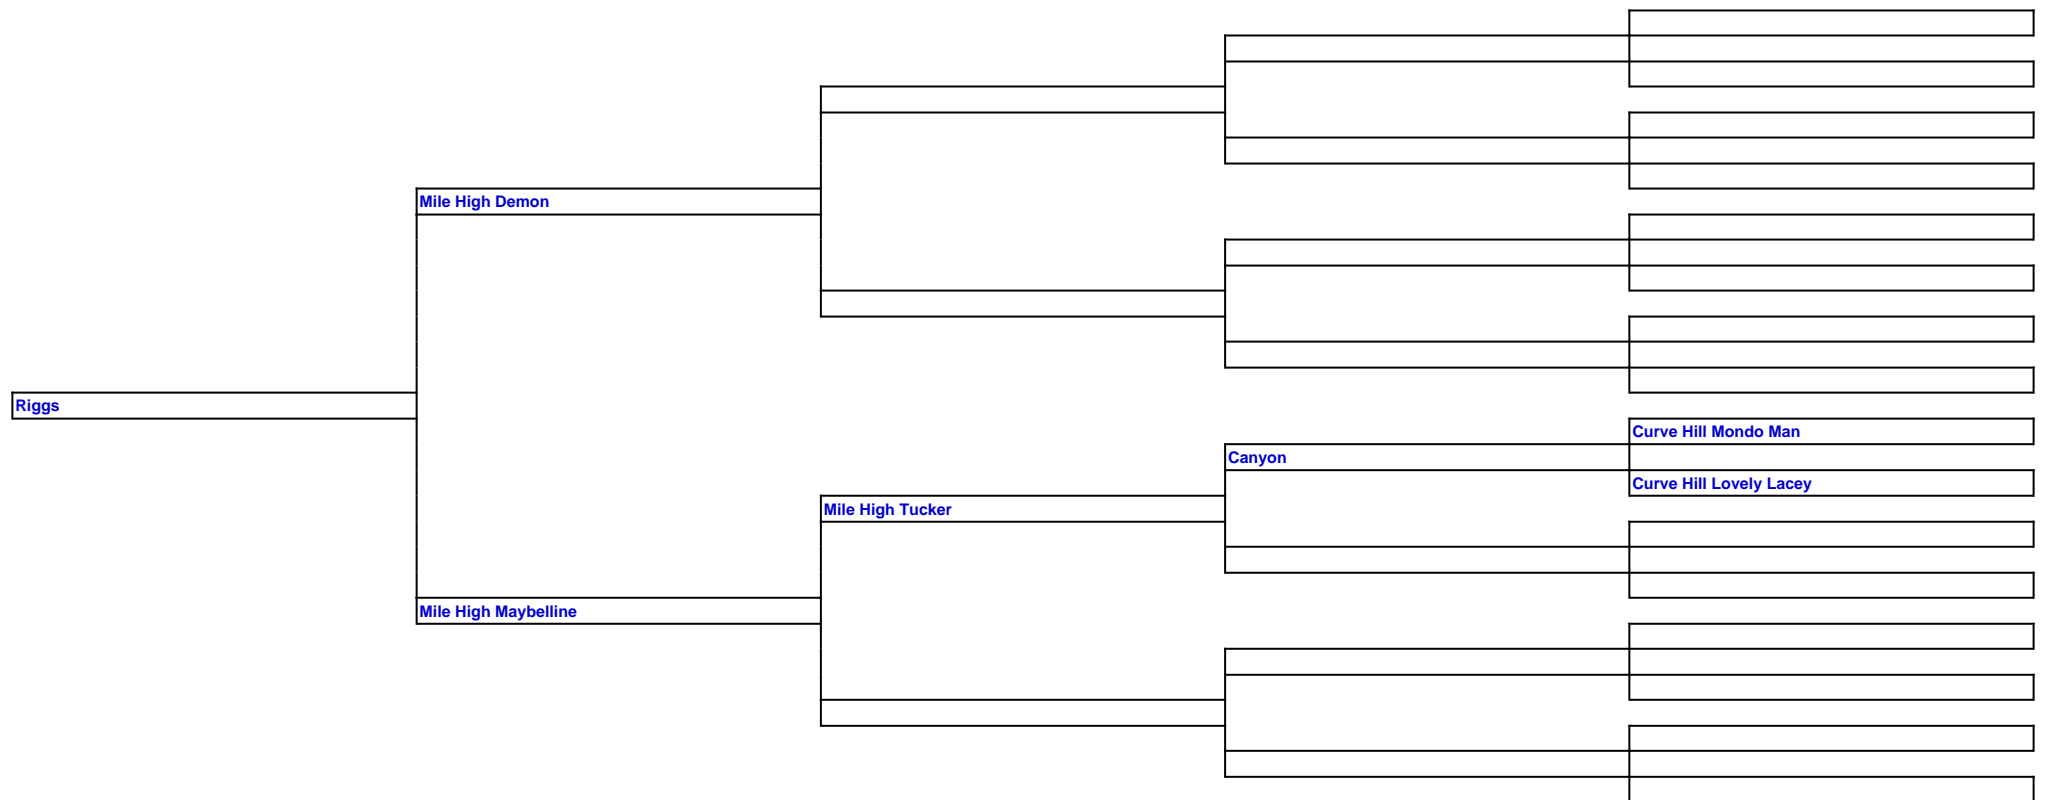 Mile High Demon
Riggs
Curve Hill Mondo Man
Canyon
Curve Hill Lovely Lacey
Mile High Tucker
Mile High Maybelline